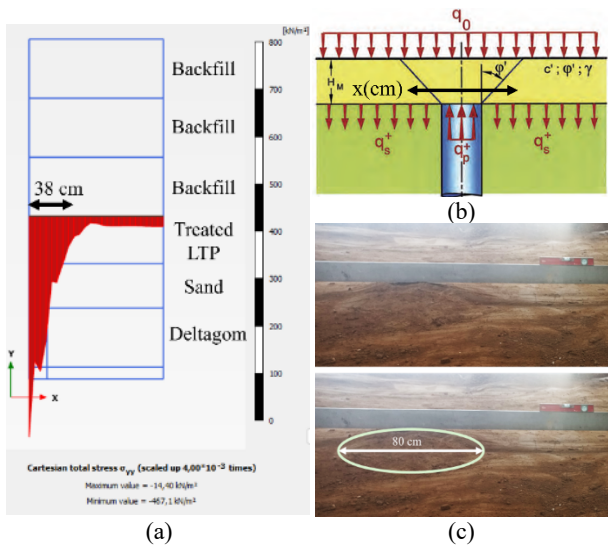 [kN/m²]
800
Backfill
700
Backfill
600
38 cm
Backfill
500
Treated
LTP
400
300
Sand
200
Deltagom
100
0
Y
X
Cartesian total stress σyy (scaled up 4,00*10⁻³ times)
Maximum value = -14,40 kN/m²
Minimum value = -467,1 kN/m²
(a)
q₀
HM
φ'
c' ; φ' ; γ
x(cm)
qs⁺
qp⁺
qs⁺
(b)
80 cm
(c)